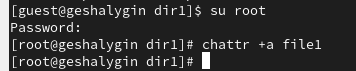 [guest@geshalygin dir1]$ su root
Password:
[root@geshalygin dir1]# chattr +a file1
[root@geshalygin dir1]#